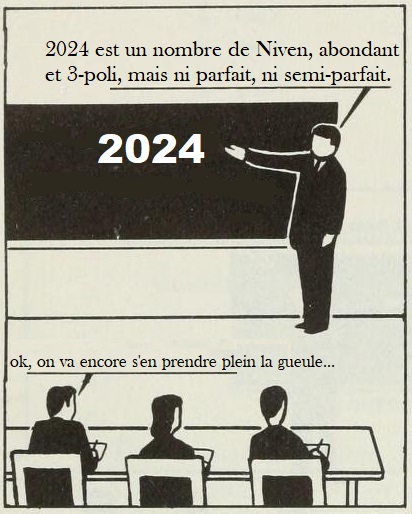 2024 est un nombre de Niven, abondant
et 3-poli, mais ni parfait, ni semi-parfait.
2024
ok, on va encore s'en prendre plein la gueule...